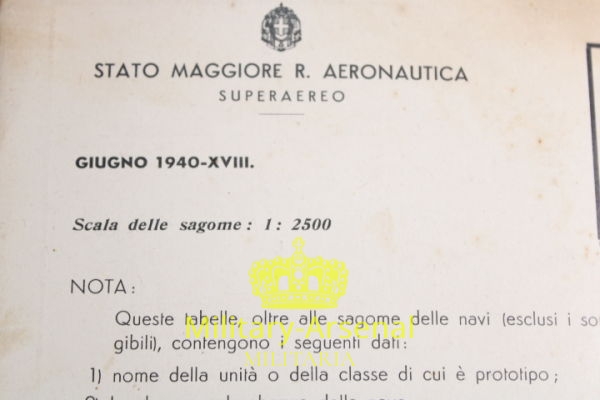 STATO MAGGIORE R. AERONAUTICA
SUPERAEREO
GIUGNO 1940-XVIII.
Scala delle sagome: 1: 2500
NOTA:
Queste tabelle, oltre alle sagome delle navi (esclusi i
gibili), contengono i seguenti dati:
Military-Arsenal
MILITARIA
1) nome della unità o della classe di cui è prototipo;